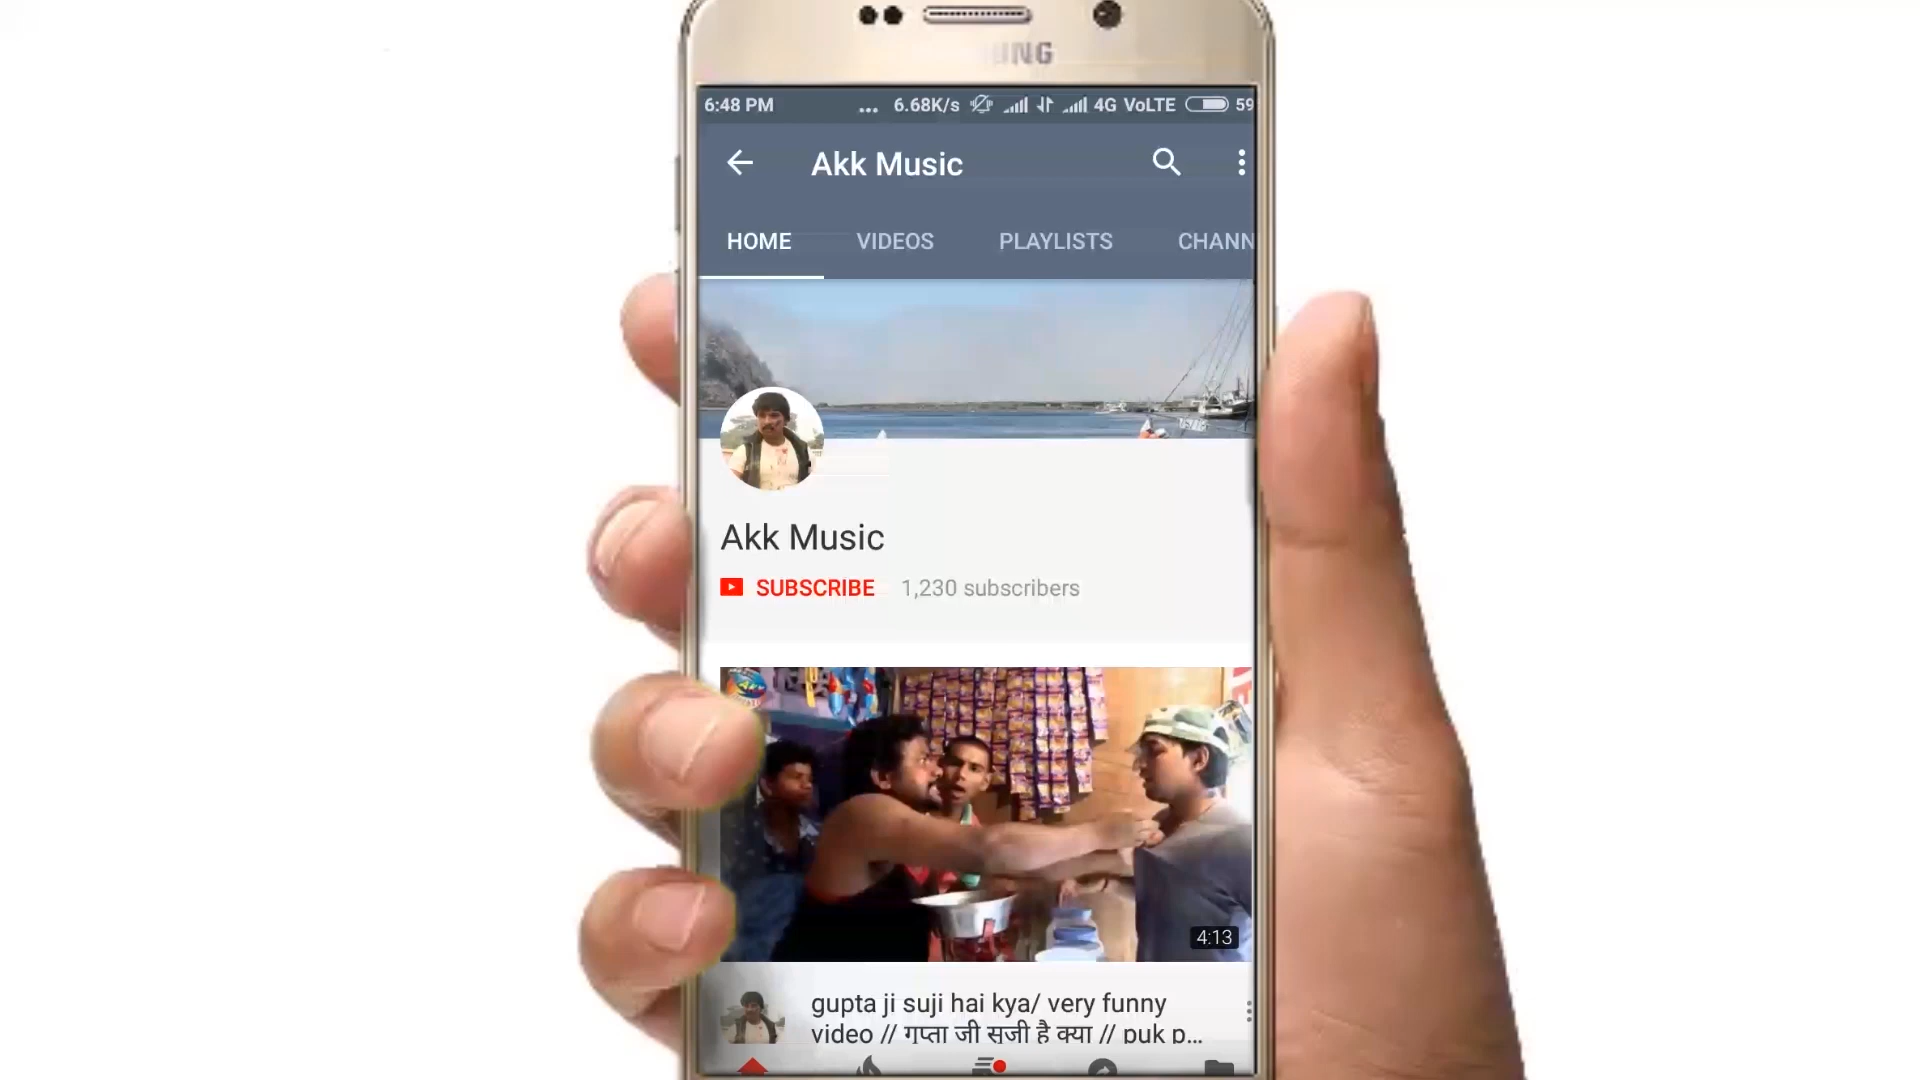 UNG
6:48 PM ... 6.68K/s 4G VoLTE 59
Akk Music
HOME VIDEOS PLAYLISTS CHANN
Akk Music
SUBSCRIBE 1,230 subscribers
4:13
gupta ji suji hai kya/ very funny
video // गुप्ता जी सूजी है क्या // puk p...